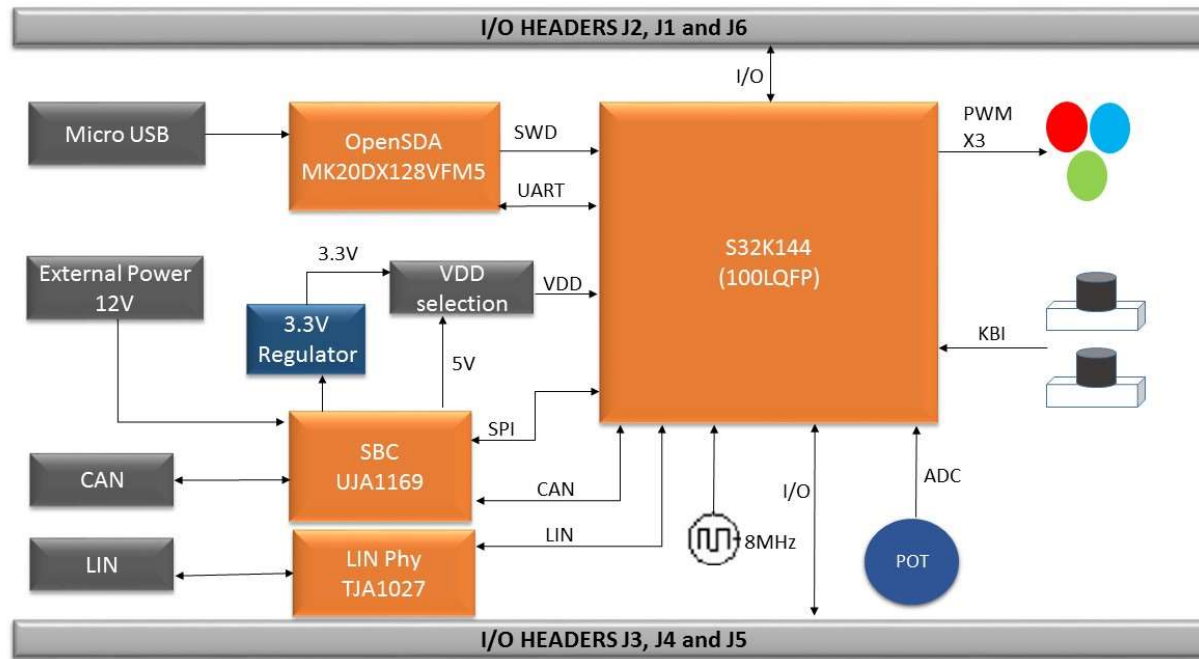 I/O HEADERS J2, J1 and J6
I/O
Micro USB
OpenSDA
MK20DX128VFM5
SWD
UART
PWM
X3
S32K144
(100LQFP)
External Power
12V
3.3V
VDD
selection
VDD
3.3V
Regulator
5V
KBI
SBC
UJA1169
SPI
CAN
CAN
LIN
LIN Phy
TJA1027
LIN
8MHz
I/O
ADC
POT
I/O HEADERS J3, J4 and J5